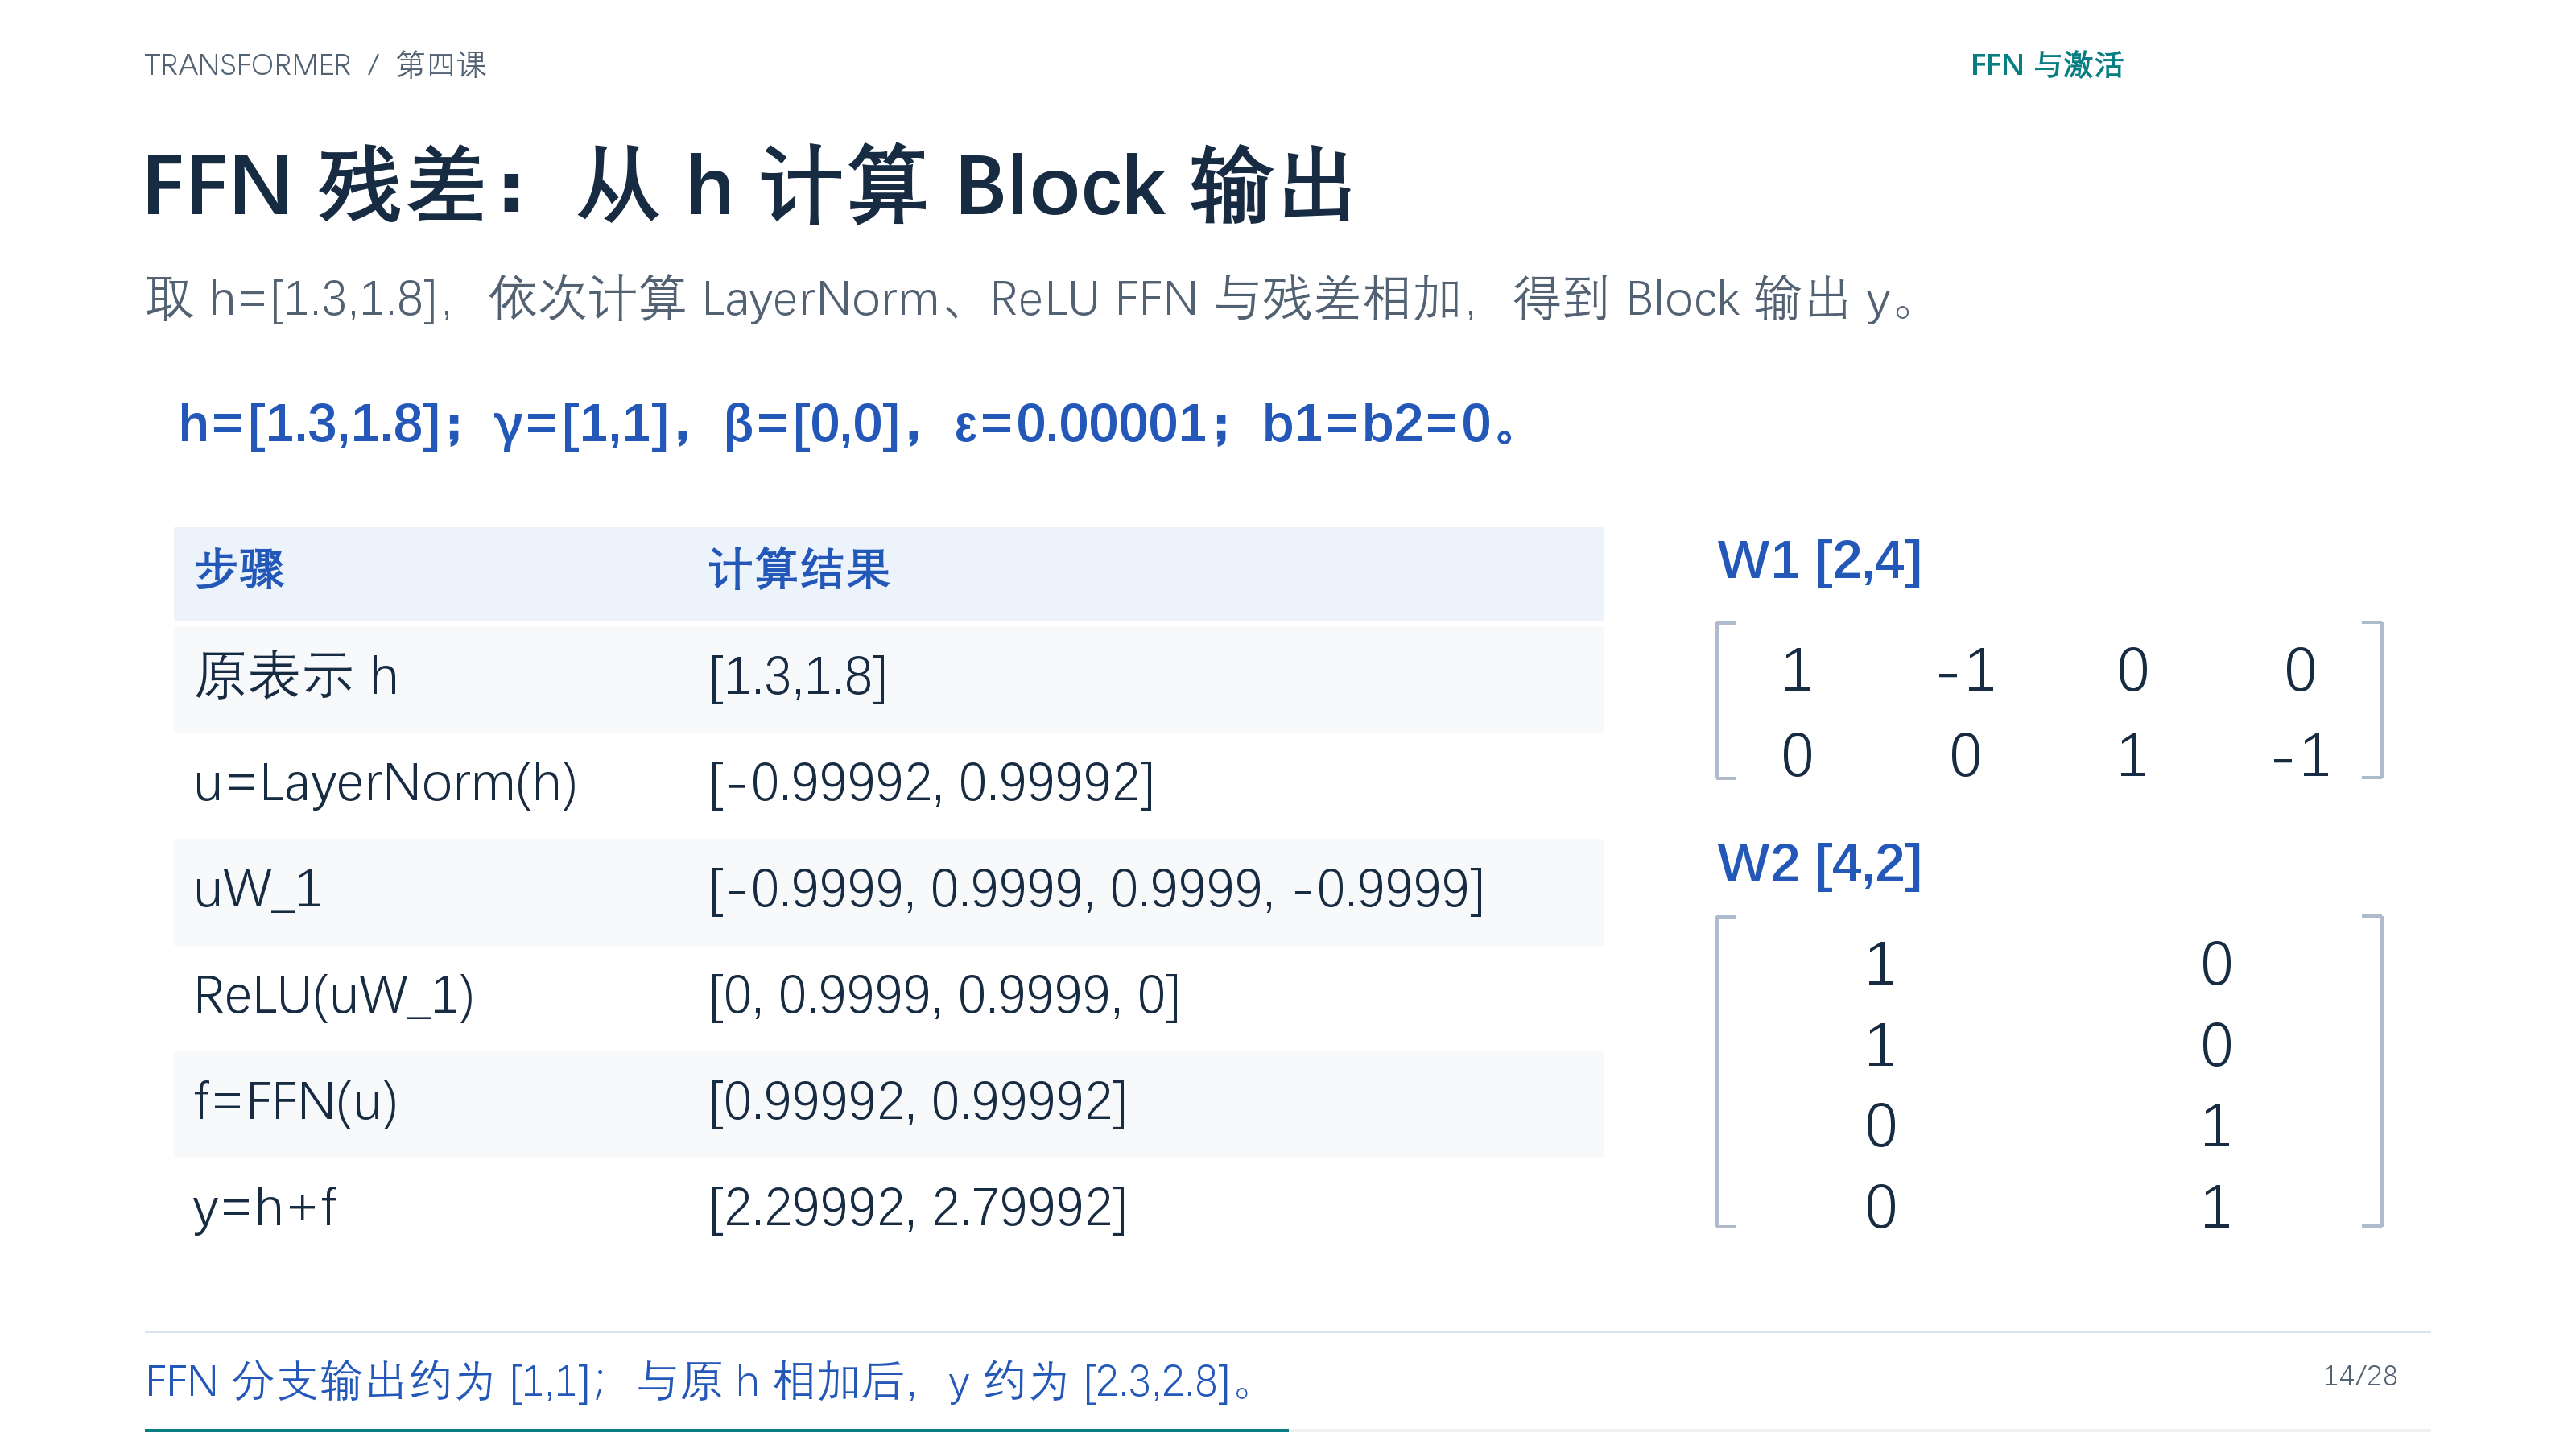 TRANSFORMER / 第四课
FFN 与激活
FFN 残差：从 h 计算 Block 输出
取 h=[1.3,1.8]，依次计算 LayerNorm、ReLU FFN 与残差相加，得到 Block 输出 y。
h=[1.3,1.8]；γ=[1,1]，β=[0,0]，ε=0.00001；b1=b2=0。
步骤 计算结果
原表示 h [1.3,1.8]
u=LayerNorm(h) [-0.99992, 0.99992]
uW_1 [-0.9999, 0.9999, 0.9999, -0.9999]
ReLU(uW_1) [0, 0.9999, 0.9999, 0]
f=FFN(u) [0.99992, 0.99992]
y=h+f [2.29992, 2.79992]
W1 [2,4]
1 -1 0 0
0 0 1 -1
W2 [4,2]
1 0
1 0
0 1
0 1
FFN 分支输出约为 [1,1]；与原 h 相加后，y 约为 [2.3,2.8]。
14/28